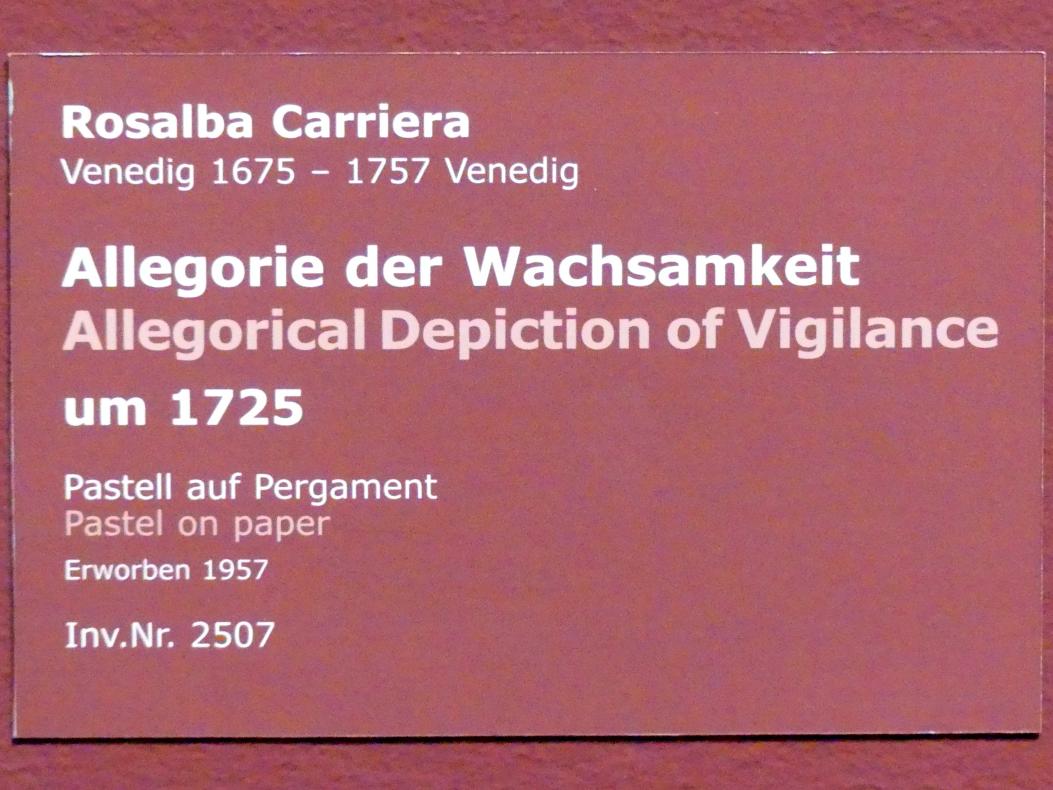 Rosalba Carriera
Venedig 1675 – 1757 Venedig
Allegorie der Wachsamkeit
Allegorical Depiction of Vigilance
um 1725
Pastell auf Pergament
Pastel on paper
Erworben 1957
Inv.Nr. 2507